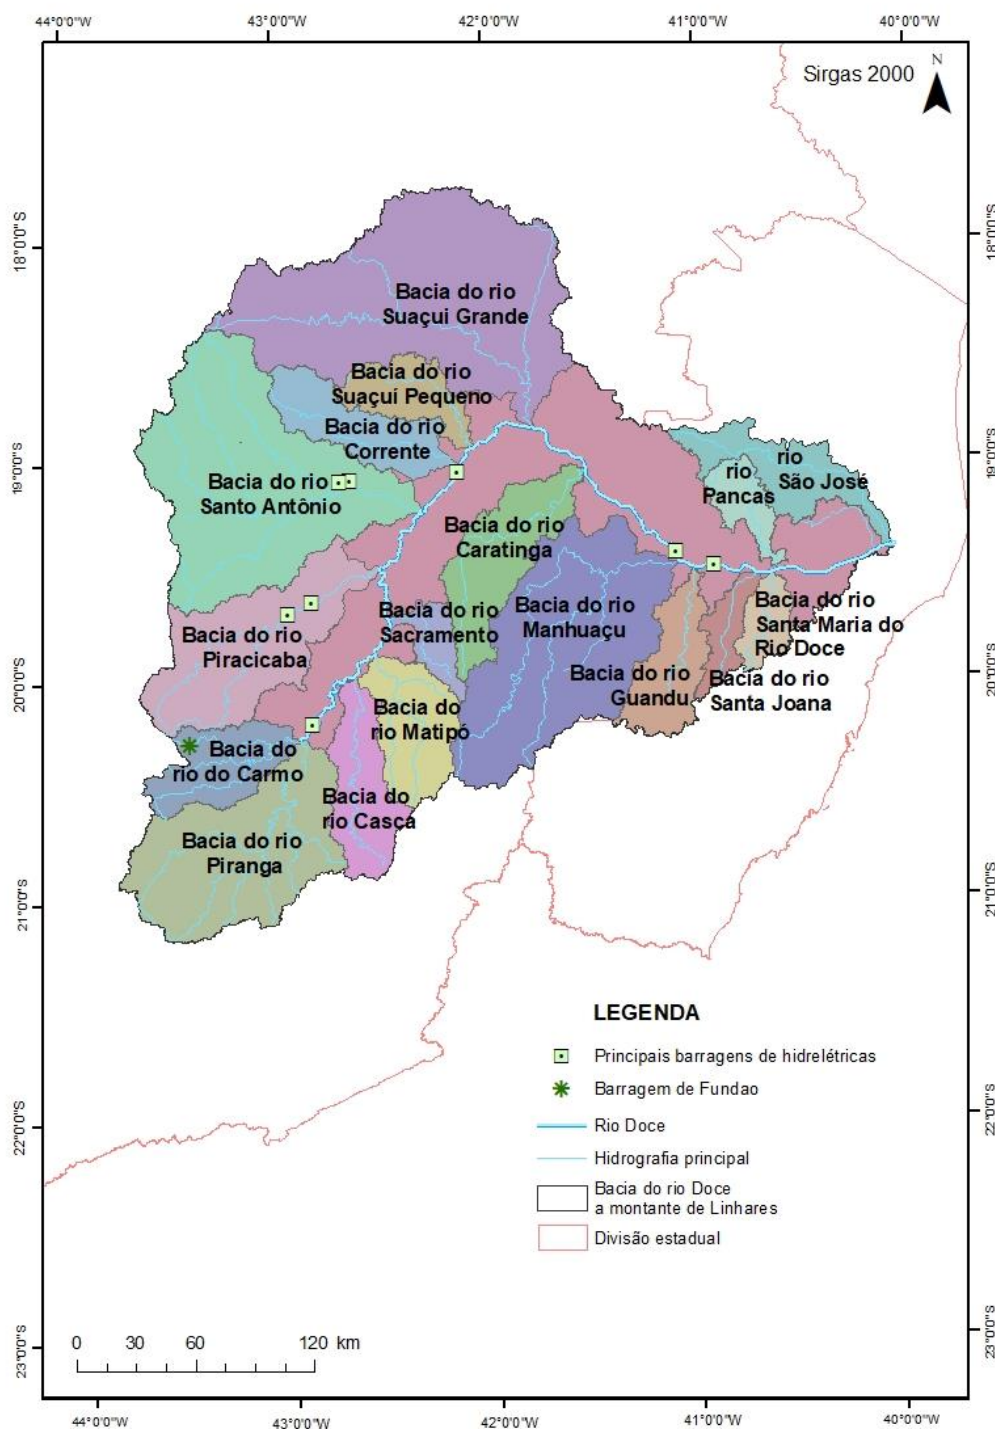 44°0'0"W
43°0'0"W
42°0'0"W
41°0'0"W
40°0'0"W
Sirgas 2000
N
18°0'0"S
18°0'0"S
Bacia do rio
Suaçui Grande
Bacia do rio
Suaçuí Pequeno
Bacia do rio
Corrente
19°0'0"S
19°0'0"S
rio
São José
rio
Pancas
Bacia do rio
Santo Antônio
Bacia do rio
Caratinga
Bacia do rio
Sacramento
Bacia do rio
Manhuaçu
Bacia do rio
Santa Maria do
Rio Doce
Bacia do rio
Piracicaba
20°0'0"S
20°0'0"S
Bacia do rio
Guandu
Bacia do rio
Santa Joana
Bacia do
rio Matipó
Bacia do
rio do Carmo
Bacia do
rio Casca
Bacia do rio
Piranga
21°0'0"S
21°0'0"S
LEGENDA
Principais barragens de hidrelétricas
Barragem de Fundao
Rio Doce
Hidrografia principal
Bacia do rio Doce
a montante de Linhares
Divisão estadual
22°0'0"S
22°0'0"S
0 30 60 120 km
23°0'0"S
23°0'0"S
44°0'0"W
43°0'0"W
42°0'0"W
41°0'0"W
40°0'0"W